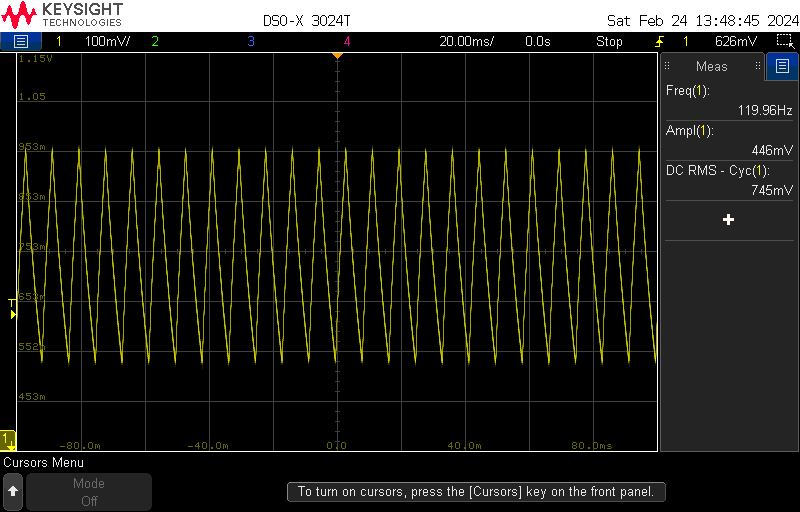 KEYSIGHT
TECHNOLOGIES
DSO-X 3024T
Sat Feb 24 13:48:45 2024
1 100mV/ 2 3 4 20.00ms/ 0.0s Stop 1 626mV
1.15V
1.05
953m
853m
753m
653m
552m
453m
-80.0m -40.0m 0.0 40.0m 80.0ms
T
1
Meas
Freq(1):
119.96Hz
Ampl(1):
446mV
DC RMS - Cyc(1):
745mV
Cursors Menu
Mode
Off
To turn on cursors, press the [Cursors] key on the front panel.